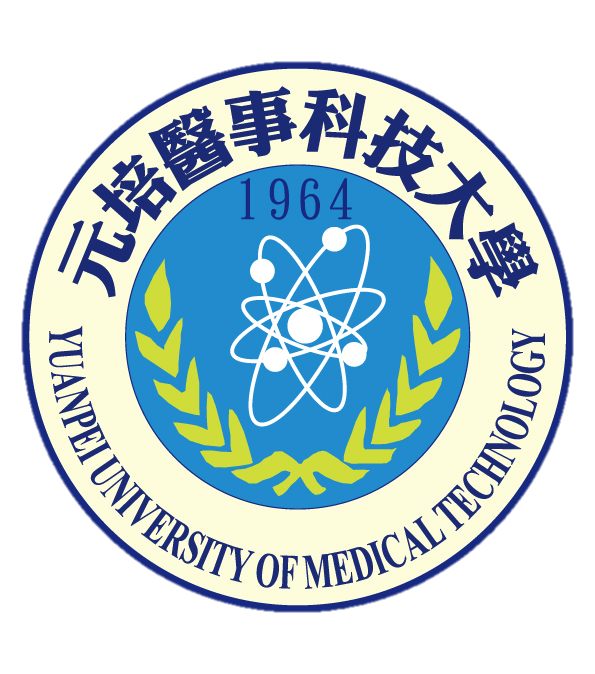 元培醫事科技大學
1964
YUANPEI UNIVERSITY OF MEDICAL TECHNOLOGY